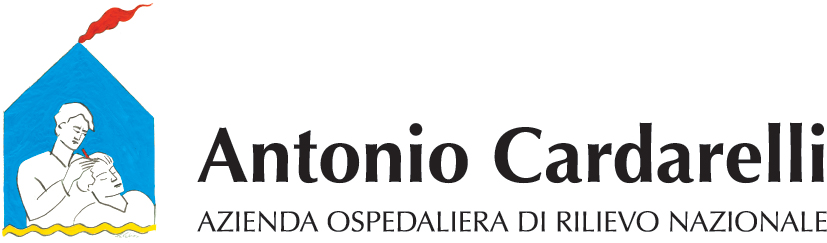 Antonio Cardarelli
AZIENDA OSPEDALIERA DI RILIEVO NAZIONALE